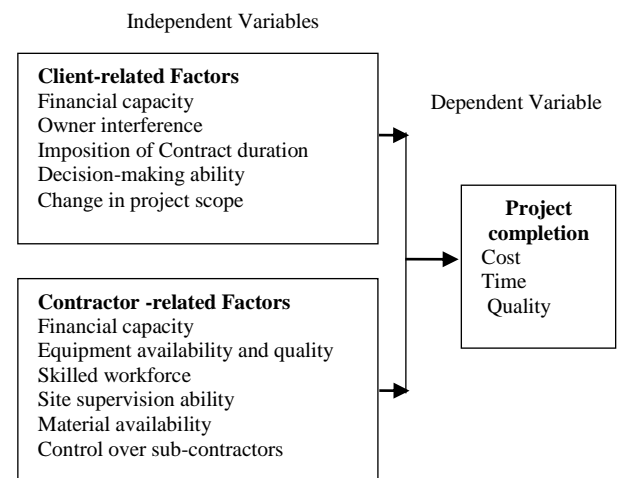 Independent Variables
Client-related Factors
Financial capacity
Owner interference
Imposition of Contract duration
Decision-making ability
Change in project scope
Contractor -related Factors
Financial capacity
Equipment availability and quality
Skilled workforce
Site supervision ability
Material availability
Control over sub-contractors
Dependent Variable
Project
completion
Cost
Time
Quality